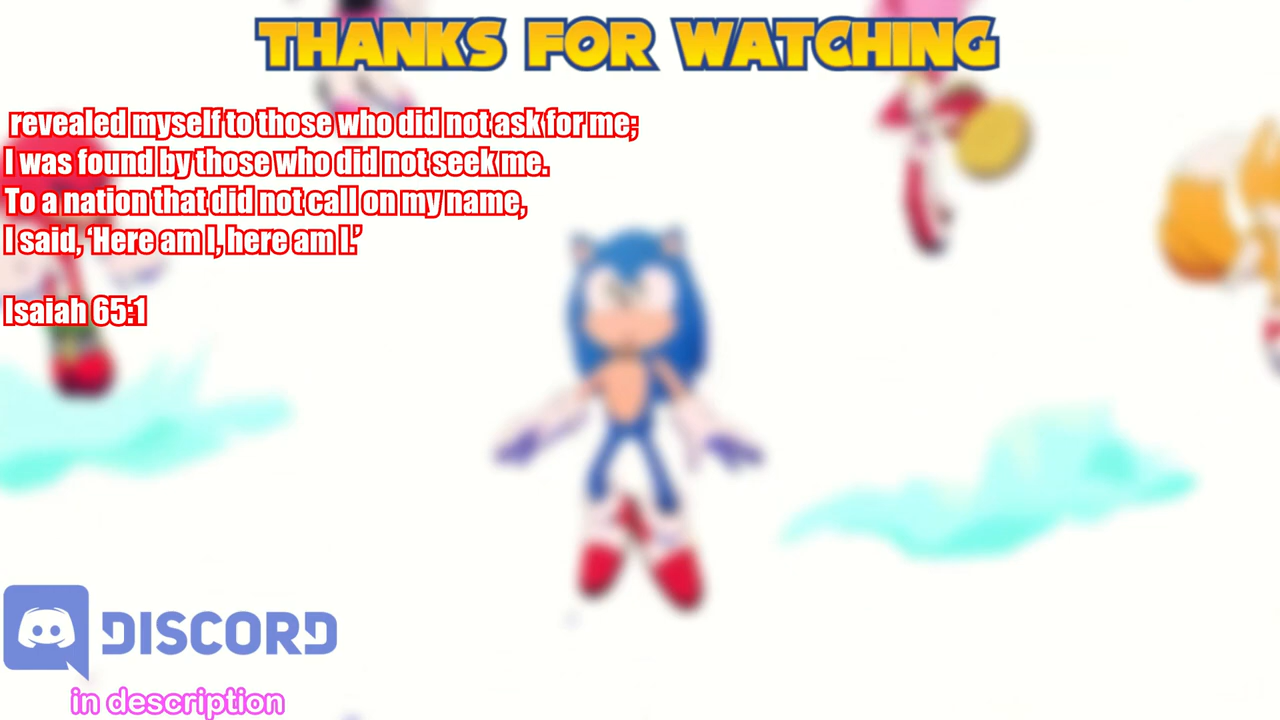 THANKS FOR WATCHING
revealed myself to those who did not ask for me;
I was found by those who did not seek me.
To a nation that did not call on my name,
I said, ‘Here am I, here am I.’
Isaiah 65:1
DISCORD
in description